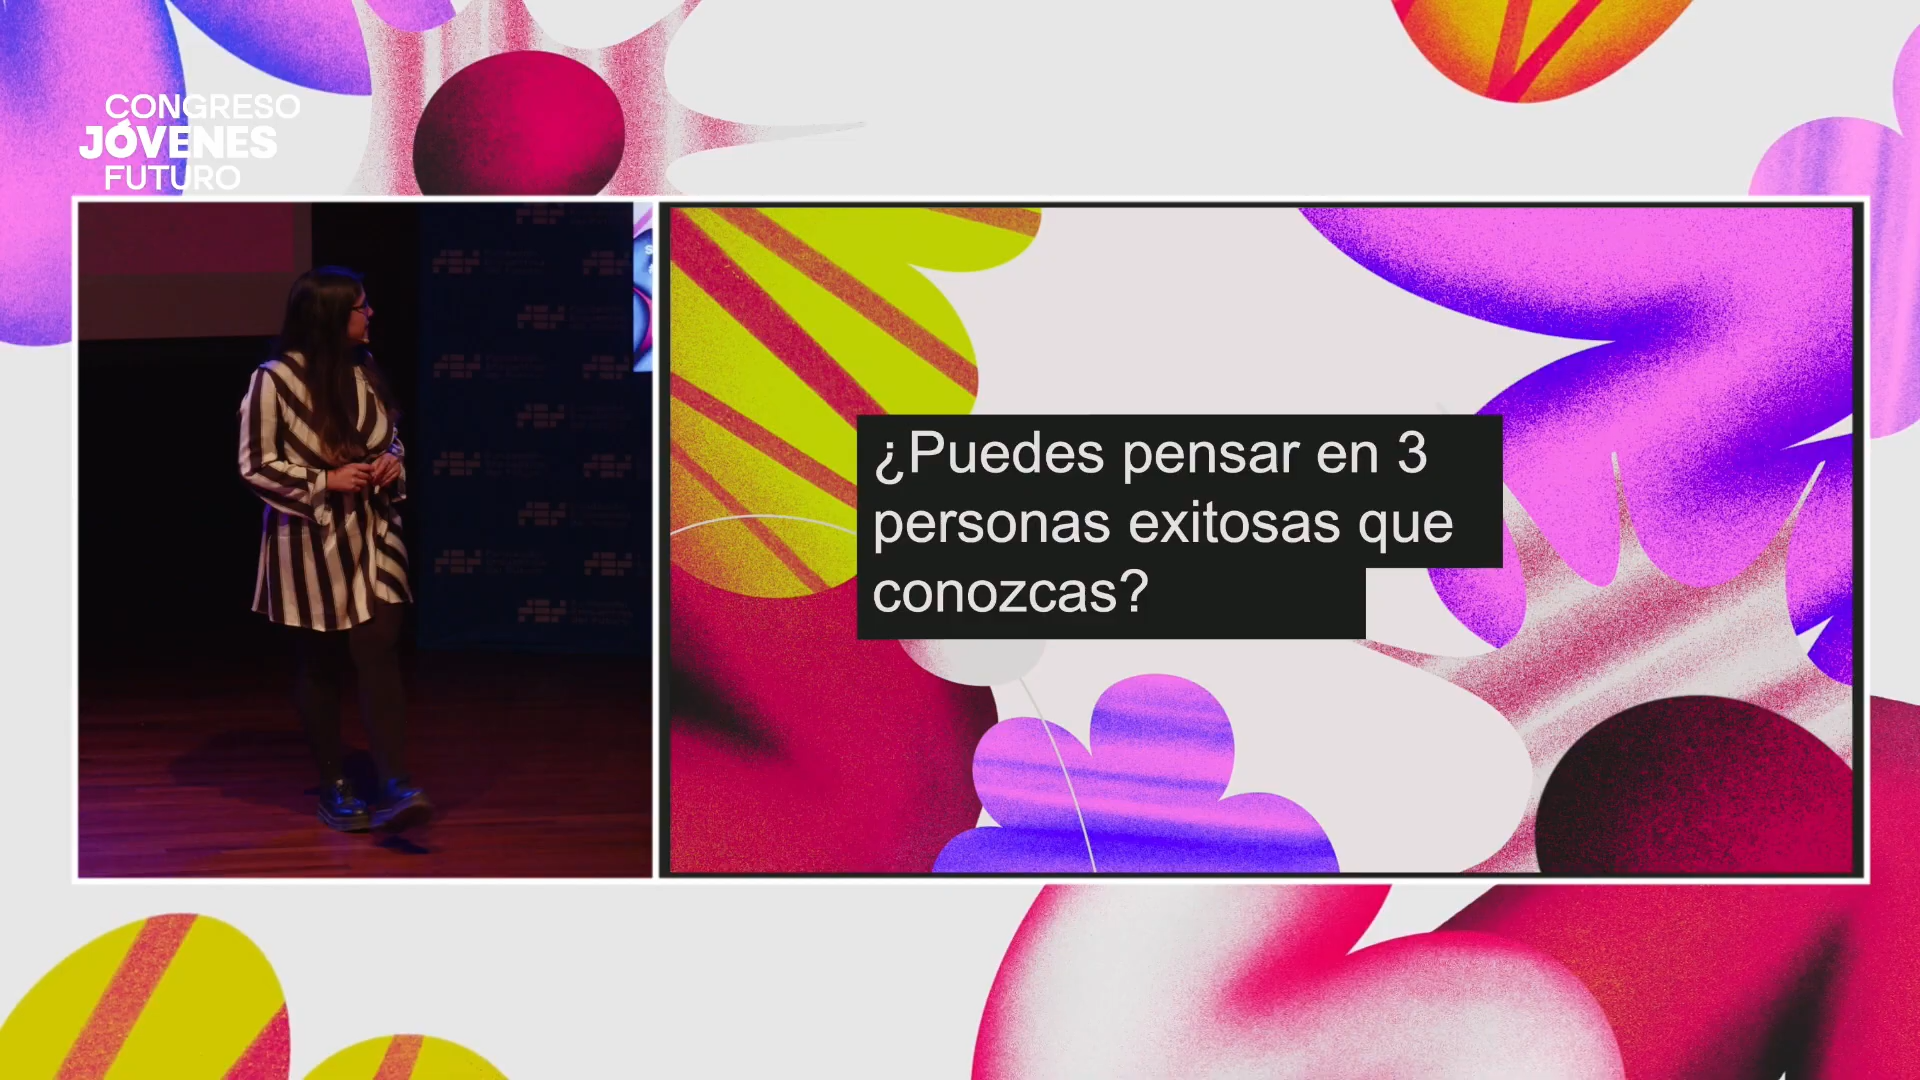 CONGRESO
JÓVENES
FUTURO
¿Puedes pensar en 3
personas exitosas que
conozcas?